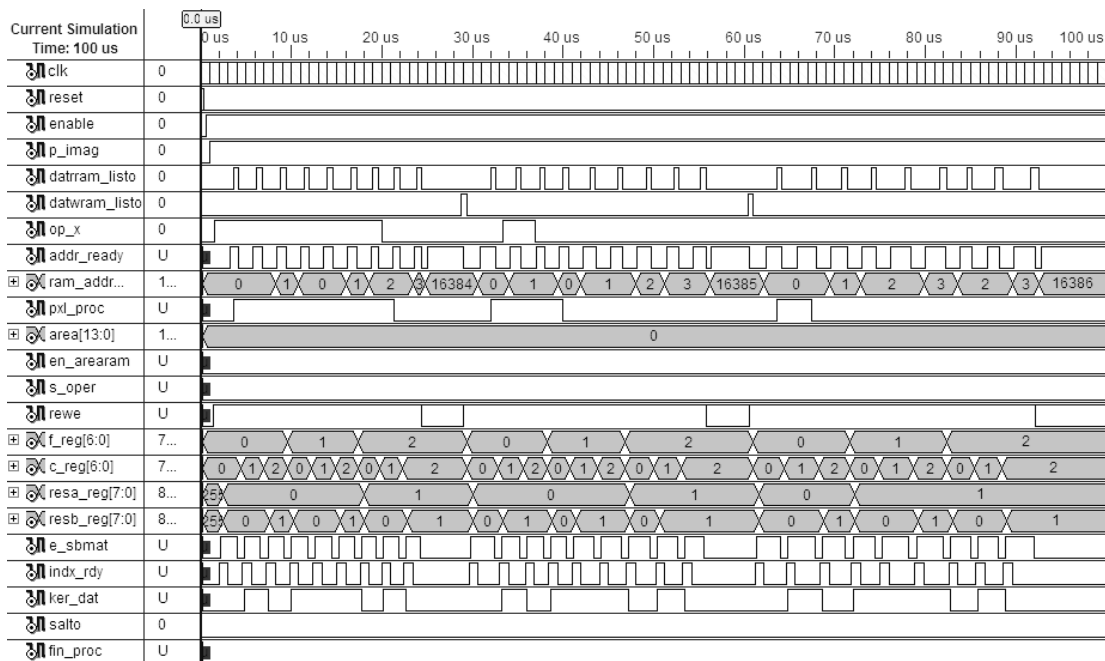 0.0 us
Current Simulation
Time: 100 us
0 us 10 us 20 us 30 us 40 us 50 us 60 us 70 us 80 us 90 us 100 us
clk 0
reset 0
enable 0
p_imag 0
datrram_listo 0
datwram_listo 0
op_x 0
addr_ready U
ram_addr... 1... 0 1 0 1 2 3 16384 0 1 0 1 2 3 16385 0 1 2 3 2 3 16386
pxl_proc U
area[13:0] 1... 0
en_arearam U
s_oper U
rewe U
f_reg[6:0] 7... 0 1 2 0 1 2 0 1 2
c_reg[6:0] 7... 0 1 2 0 1 2 0 1 2 0 1 2 0 1 2 0 1 2 0 1 2 0 1 2 0 1 2
resa_reg[7:0] 8... 255 0 1 0 1 0 1
resb_reg[7:0] 8... 255 0 1 0 1 0 1 0 1 0 1 0 1 0 1 0 1 0 1
e_sbmat U
indx_rdy U
ker_dat U
salto 0
fin_proc U